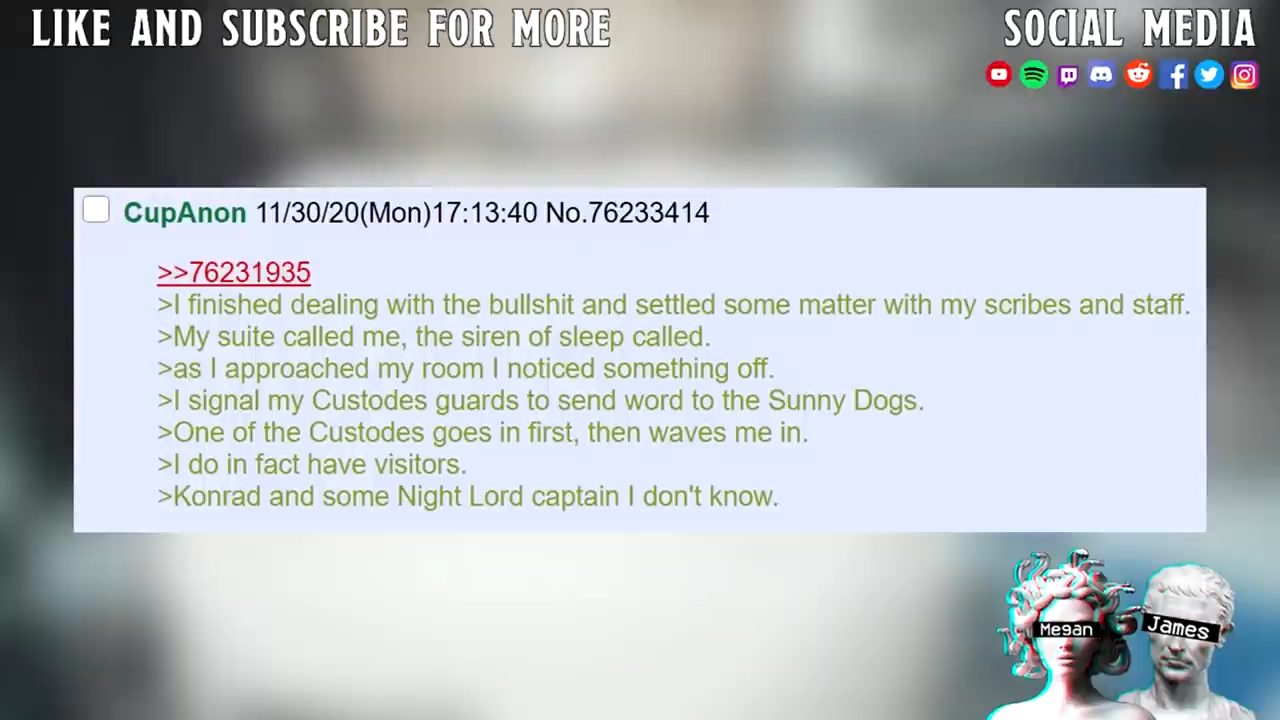 LIKE AND SUBSCRIBE FOR MORE
SOCIAL MEDIA
CupAnon 11/30/20(Mon)17:13:40 No.76233414
>>76231935
>I finished dealing with the bullshit and settled some matter with my scribes and staff.
>My suite called me, the siren of sleep called.
>as I approached my room I noticed something off.
>I signal my Custodes guards to send word to the Sunny Dogs.
>One of the Custodes goes in first, then waves me in.
>I do in fact have visitors.
>Konrad and some Night Lord captain I don't know.
Megan
James